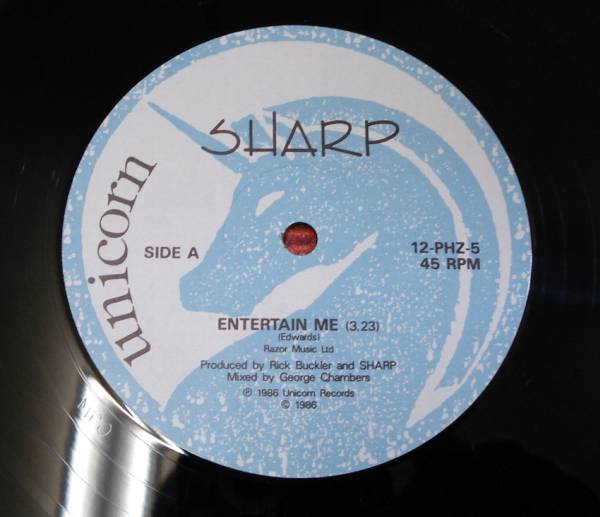 SHARP
unicorn
SIDE A
12-PHZ-5
45 RPM
ENTERTAIN ME (3.23)
(Edwards)
Razor Music Ltd
Produced by Rick Buckler and SHARP
Mixed by George Chambers
℗ 1986 Unicorn Records
© 1986